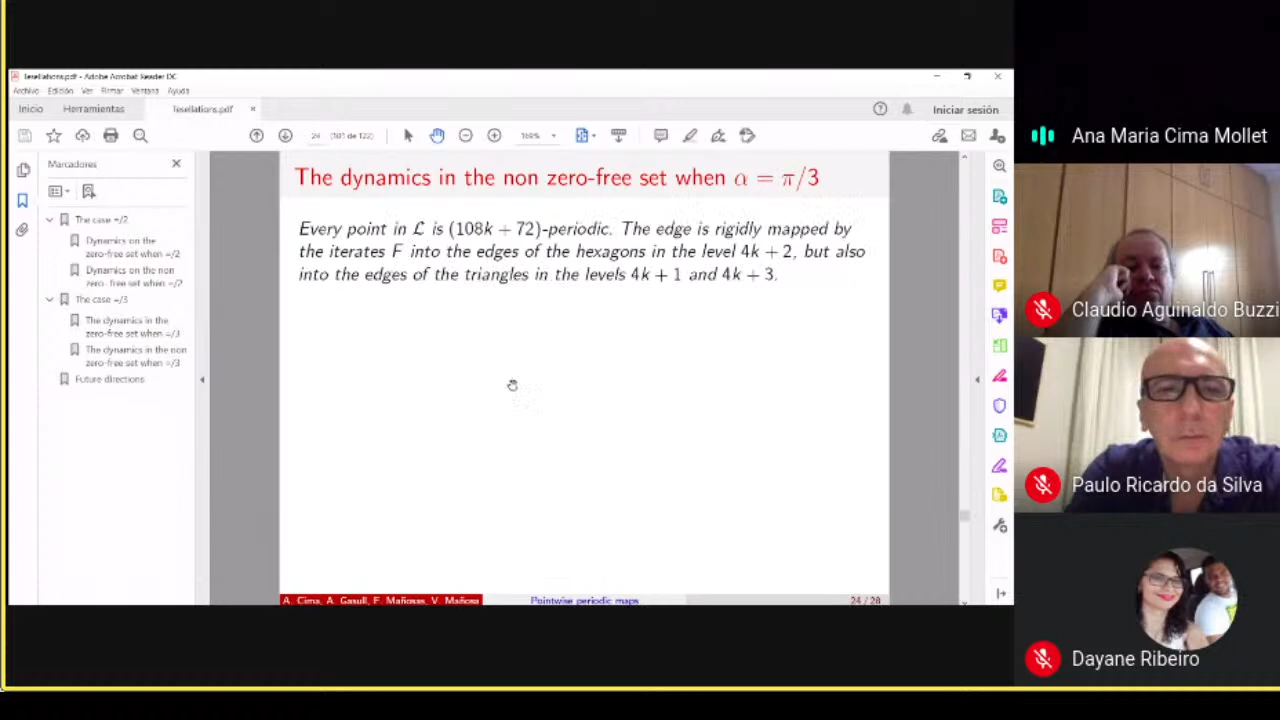 Tesellations.pdf - Adobe Acrobat Reader DC
Archivo Edición Ver Firmar Ventana Ayuda
Inicio Herramientas Tesellations.pdf × Iniciar sesión
24 (101 de 122) 169%
Marcadores
The case =/2
Dynamics on the
zero-free set when =/2
Dynamics on the non
zero- free set when =/2
The case =/3
The dynamics in the
zero-free set when =/3
The dynamics in the non
zero-free set when =/3
Future directions
The dynamics in the non zero-free set when α = π/3
Every point in ℒ is (108k + 72)-periodic. The edge is rigidly mapped by
the iterates F into the edges of the hexagons in the level 4k + 2, but also
into the edges of the triangles in the levels 4k + 1 and 4k + 3.
A. Cima, A. Gasull, F. Mañosas, V. Mañosa Pointwise periodic maps 24 / 28
Ana Maria Cima Mollet
Claudio Aguinaldo Buzzi
Paulo Ricardo da Silva
Dayane Ribeiro